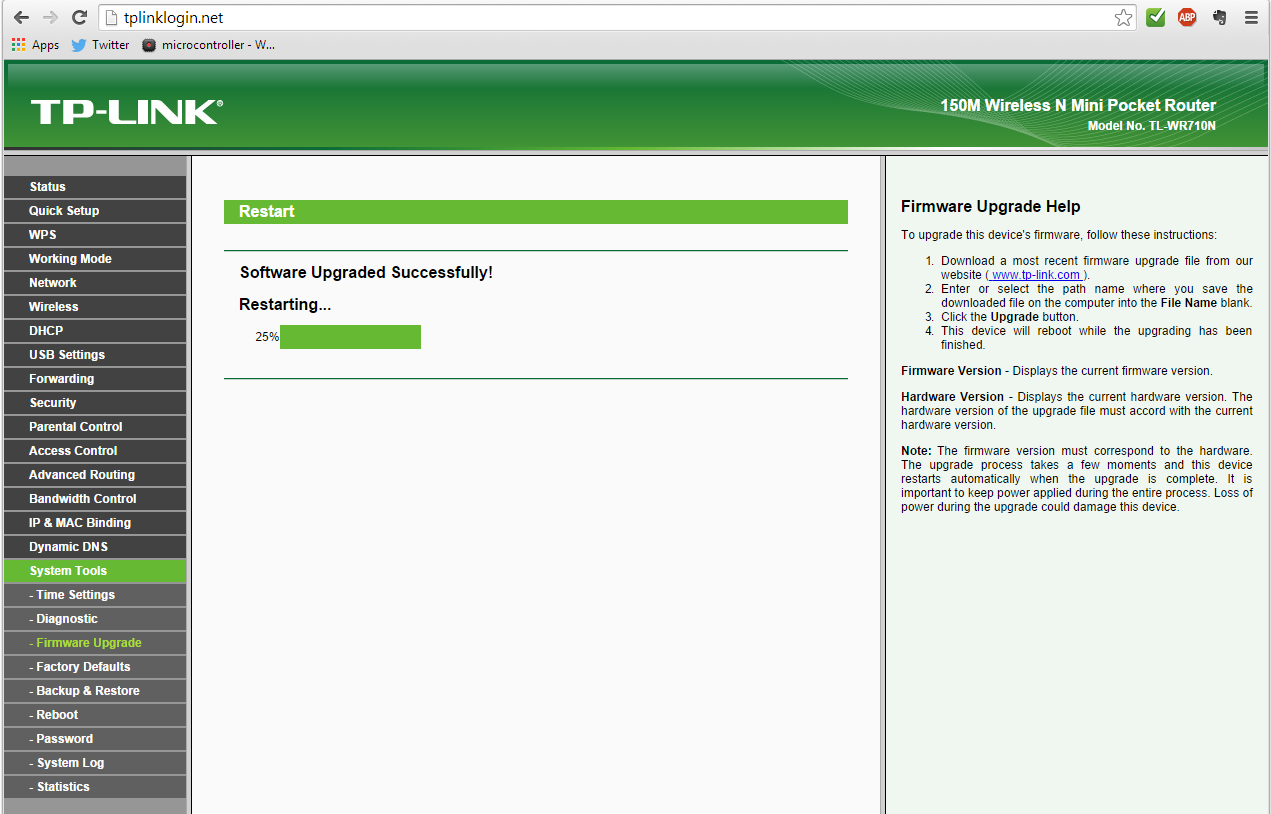 tplinklogin.net
ABP
Apps
Twitter
microcontroller - W...
TP-LINK®
150M Wireless N Mini Pocket Router
Model No. TL-WR710N
Status
Quick Setup
WPS
Working Mode
Network
Wireless
DHCP
USB Settings
Forwarding
Security
Parental Control
Access Control
Advanced Routing
Bandwidth Control
IP & MAC Binding
Dynamic DNS
System Tools
- Time Settings
- Diagnostic
- Firmware Upgrade
- Factory Defaults
- Backup & Restore
- Reboot
- Password
- System Log
- Statistics
Restart
Software Upgraded Successfully!
Restarting...
25%
Firmware Upgrade Help
To upgrade this device's firmware, follow these instructions:
1. Download a most recent firmware upgrade file from our
website ( www.tp-link.com ).
2. Enter or select the path name where you save the
downloaded file on the computer into the File Name blank.
3. Click the Upgrade button.
4. This device will reboot while the upgrading has been
finished.
Firmware Version - Displays the current firmware version.
Hardware Version - Displays the current hardware version. The
hardware version of the upgrade file must accord with the current
hardware version.
Note: The firmware version must correspond to the hardware.
The upgrade process takes a few moments and this device
restarts automatically when the upgrade is complete. It is
important to keep power applied during the entire process. Loss of
power during the upgrade could damage this device.